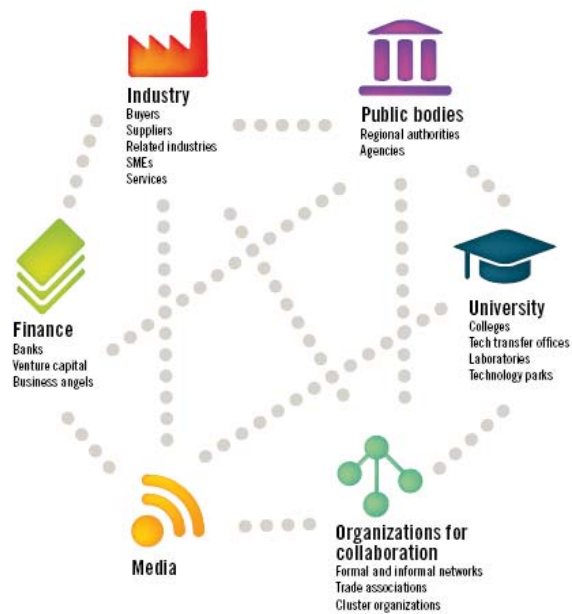 Industry
Buyers
Suppliers
Related industries
SMEs
Services
Public bodies
Regional authorities
Agencies
Finance
Banks
Venture capital
Business angels
University
Colleges
Tech transfer offices
Laboratories
Technology parks
Media
Organizations for
collaboration
Formal and informal networks
Trade associations
Cluster organizations